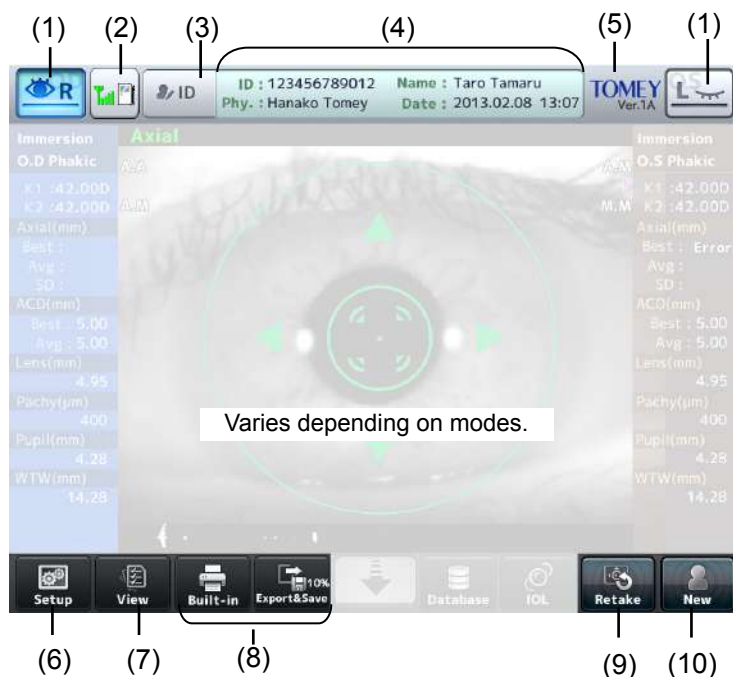 (1) (2) (3) (4) (5) (1)
R ID ID : 123456789012 Name : Taro Tamaru TOMEY OS L
Phy. : Hanako Tomey Date : 2013.02.08 13:07 Ver.1A
Immersion Axial Immersion
O.D Phakic A.A A.A O.S Phakic
K1 :42.00D K1 :42.00D
K2 :42.00D A.M M.M K2 :42.00D
Axial(mm) Axial(mm)
Best : Best : Error
Avg : Avg :
SD : SD :
ACD(mm) ACD(mm)
Best : 5.00 Best : 5.00
Avg : 5.00 Avg : 5.00
Lens(mm) Lens(mm)
4.95 4.95
Pachy(μm) Pachy(μm)
400 400
Varies depending on modes.
Pupil(mm) Pupil(mm)
4.28 4.28
WTW(mm) WTW(mm)
14.28 14.28
Setup View Built-in Export&Save 10% Database IOL Retake New
(6) (7) (8) (9) (10)